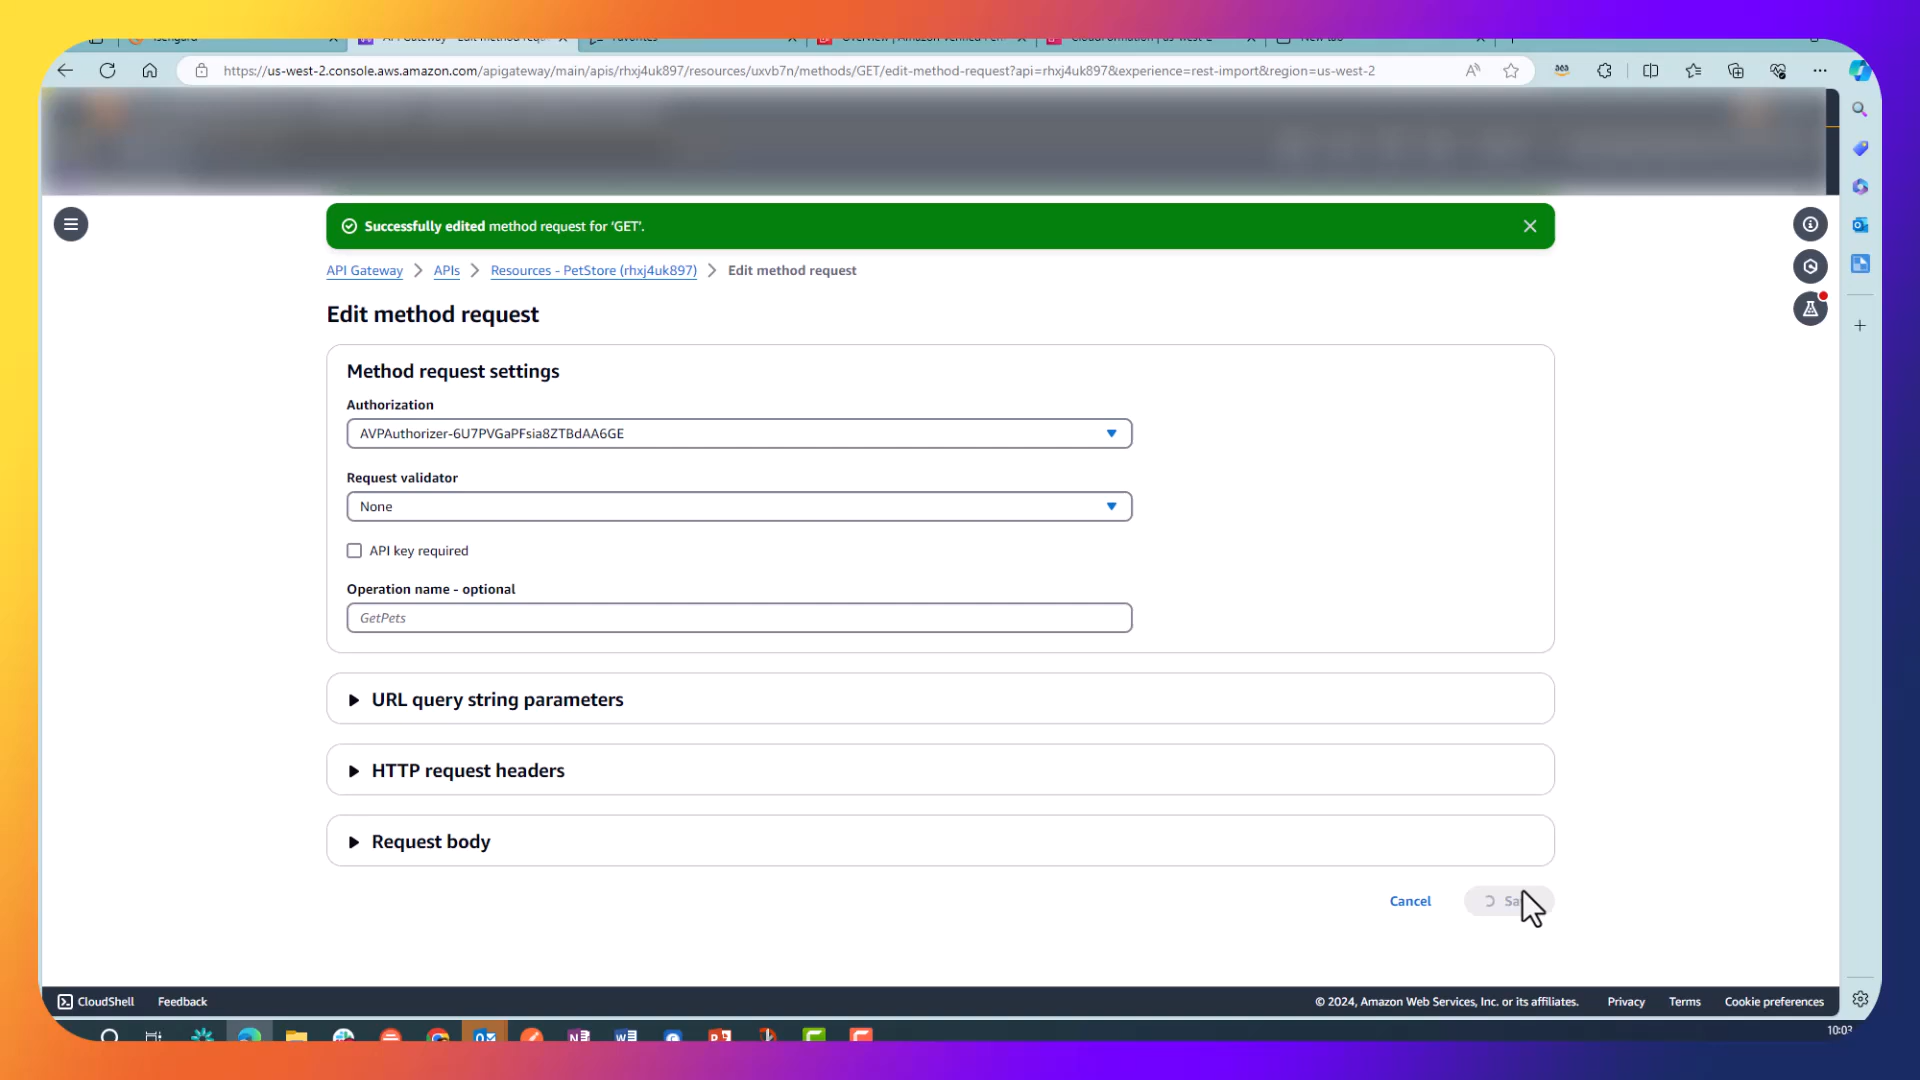 https://us-west-2.console.aws.amazon.com/apigateway/main/apis/rhxj4uk897/resources/uxvb7n/methods/GET/edit-method-request?api=rhxj4uk897&experience=rest-import&region=us-west-2
Successfully edited method request for 'GET'.
API Gateway
APIs
Resources - PetStore (rhxj4uk897)
Edit method request
Edit method request
Method request settings
Authorization
AVPAuthorizer-6U7PVGaPFsia8ZTBdAA6GE
Request validator
None
API key required
Operation name - optional
GetPets
URL query string parameters
HTTP request headers
Request body
Cancel
CloudShell Feedback © 2024, Amazon Web Services, Inc. or its affiliates. Privacy Terms Cookie preferences